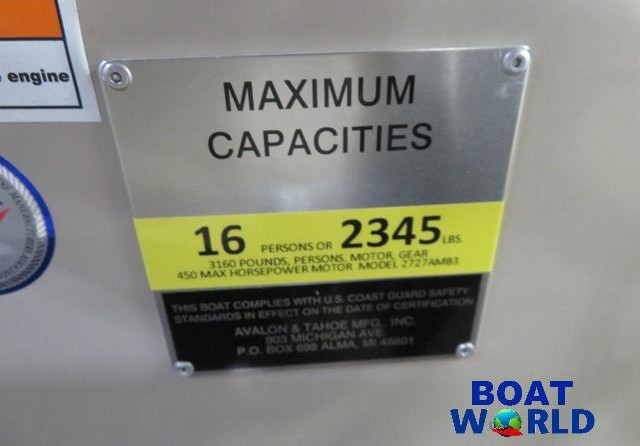 engine
MAXIMUM
CAPACITIES
16 PERSONS OR 2345 LBS.
3160 POUNDS, PERSONS, MOTOR, GEAR
450 MAX HORSEPOWER MOTOR MODEL 2727AMB3
THIS BOAT COMPLIES WITH U.S. COAST GUARD SAFETY
STANDARDS IN EFFECT ON THE DATE OF CERTIFICATION
AVALON & TAHOE MFG., INC.
903 MICHIGAN AVE.
P.O. BOX 698 ALMA, MI 48801
BOAT
WORLD